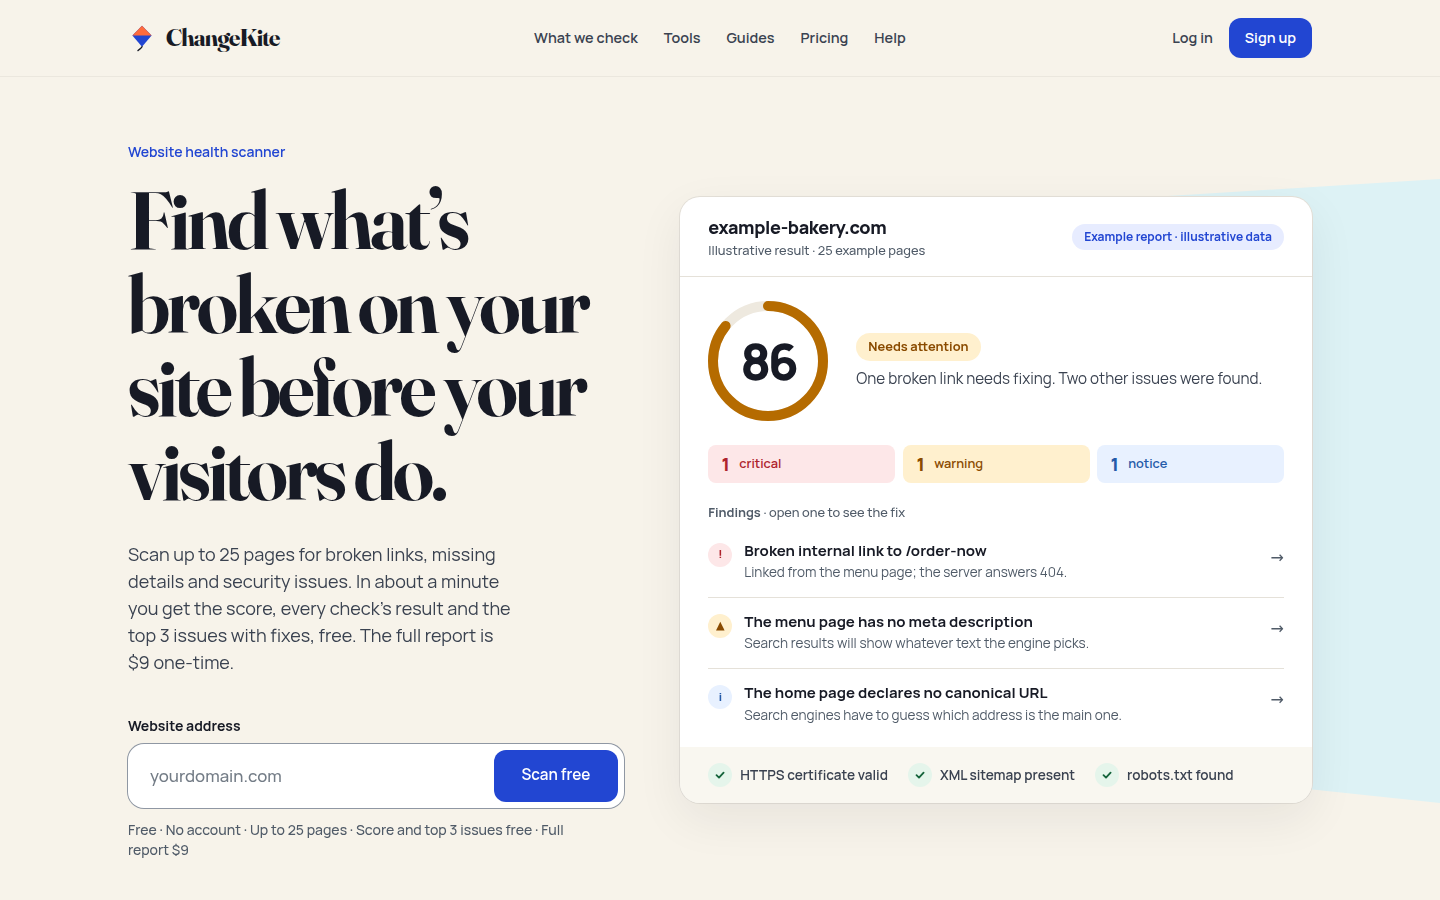 ChangeKite
What we check
Tools
Guides
Pricing
Help
Log in
Sign up
Website health scanner
Find what’s
broken on your
site before your
visitors do.
Scan up to 25 pages for broken links, missing
details and security issues. In about a minute
you get the score, every check’s result and the
top 3 issues with fixes, free. The full report is
$9 one-time.
Website address
yourdomain.com
Scan free
Free · No account · Up to 25 pages · Score and top 3 issues free · Full
report $9
example-bakery.com
Illustrative result · 25 example pages
Example report · illustrative data
86
Needs attention
One broken link needs fixing. Two other issues were found.
1 critical
1 warning
1 notice
Findings · open one to see the fix
! Broken internal link to /order-now →
Linked from the menu page; the server answers 404.
▲ The menu page has no meta description →
Search results will show whatever text the engine picks.
i The home page declares no canonical URL →
Search engines have to guess which address is the main one.
✓ HTTPS certificate valid
✓ XML sitemap present
✓ robots.txt found